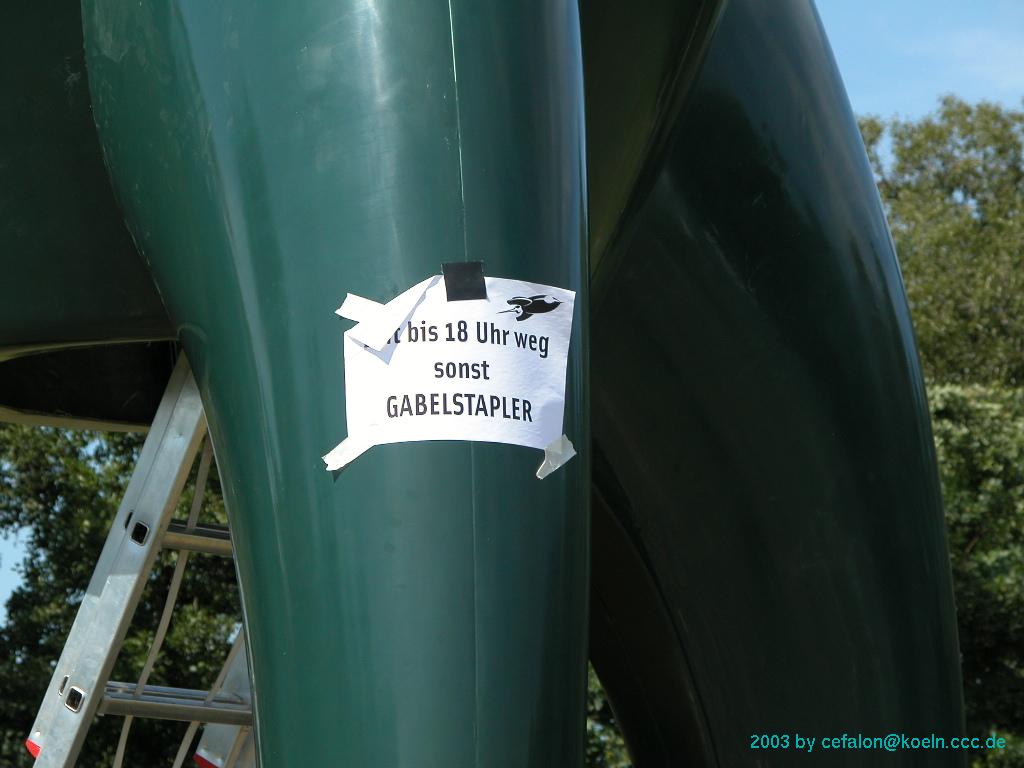 bis 18 Uhr weg
sonst
GABELSTAPLER
2003 by cefalon@koeln.ccc.de